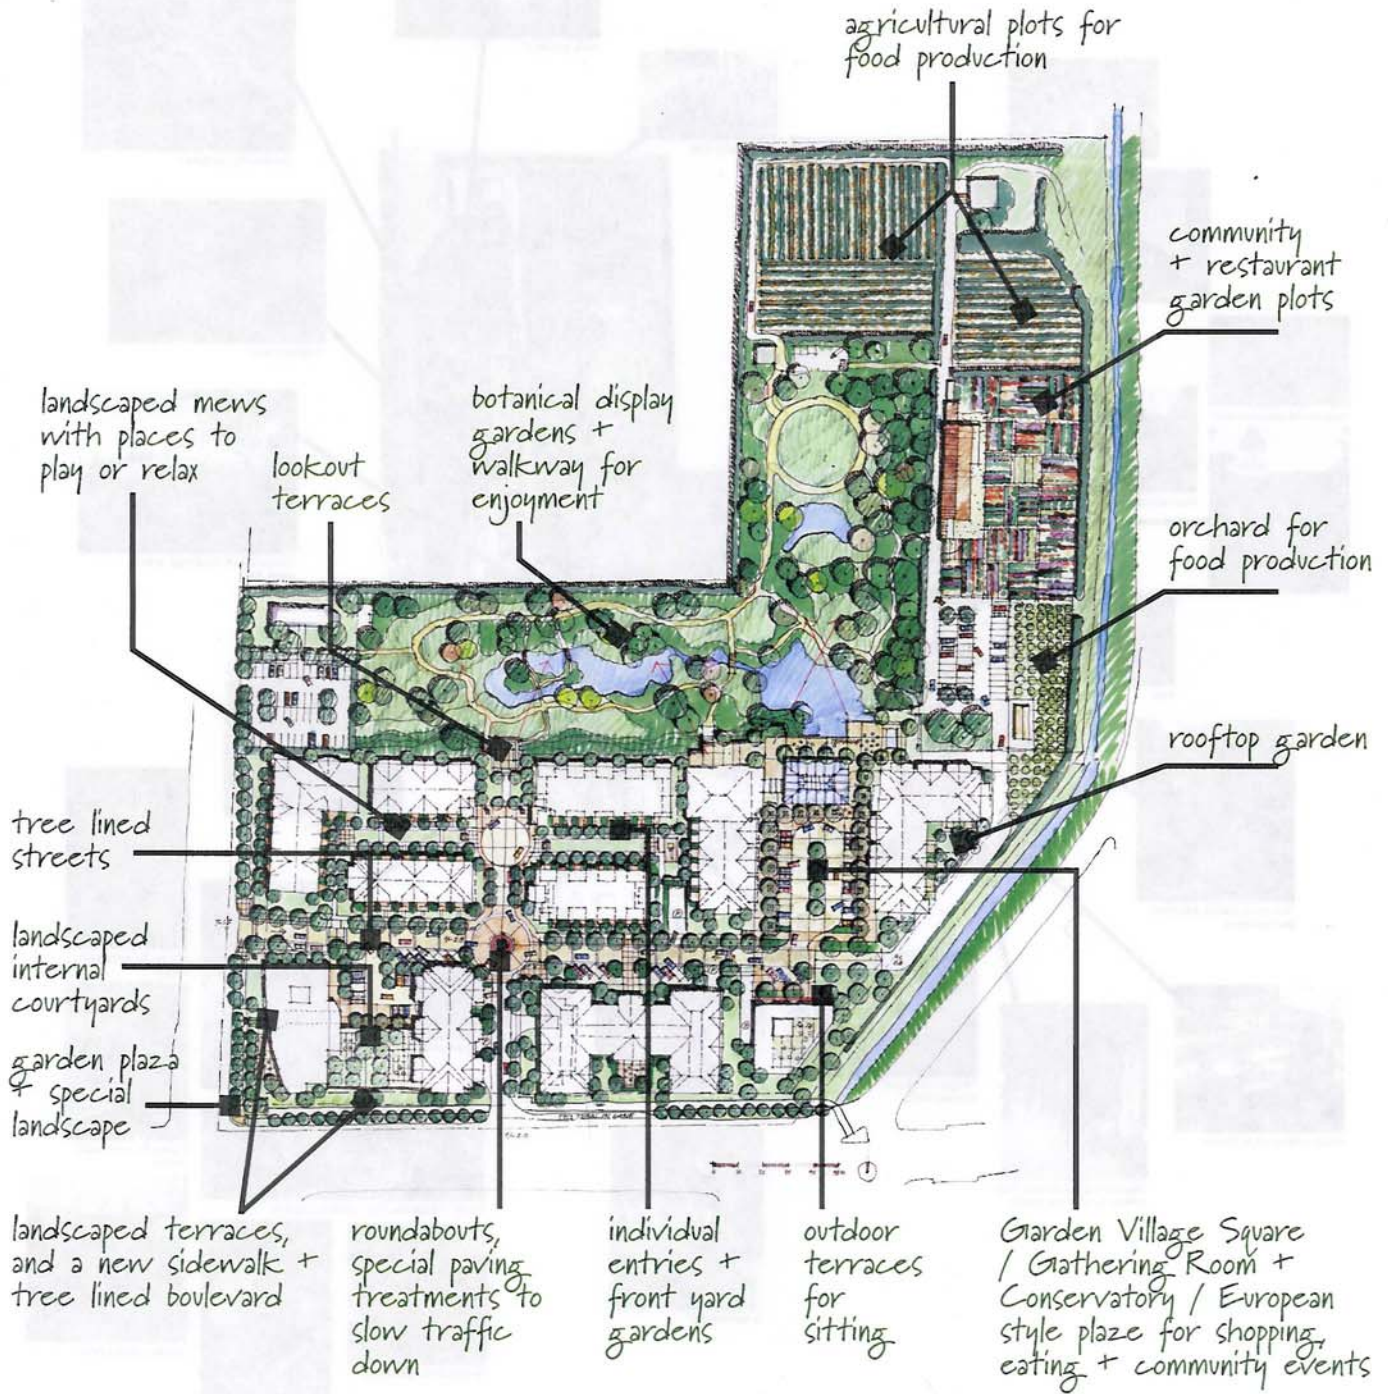 agricultural plots for
food production
community
+ restaurant
garden plots
landscaped mews
with places to
play or relax
lookout
terraces
botanical display
gardens +
walkway for
enjoyment
orchard for
food production
rooftop garden
tree lined
streets
landscaped
internal
courtyards
garden plaza
+ special
landscape
landscaped terraces,
and a new sidewalk +
tree lined boulevard
roundabouts,
special paving
treatments to
slow traffic
down
individual
entries +
front yard
gardens
outdoor
terraces
for
sitting
Garden Village Square
/ Gathering Room +
Conservatory / European
style plaze for shopping,
eating + community events